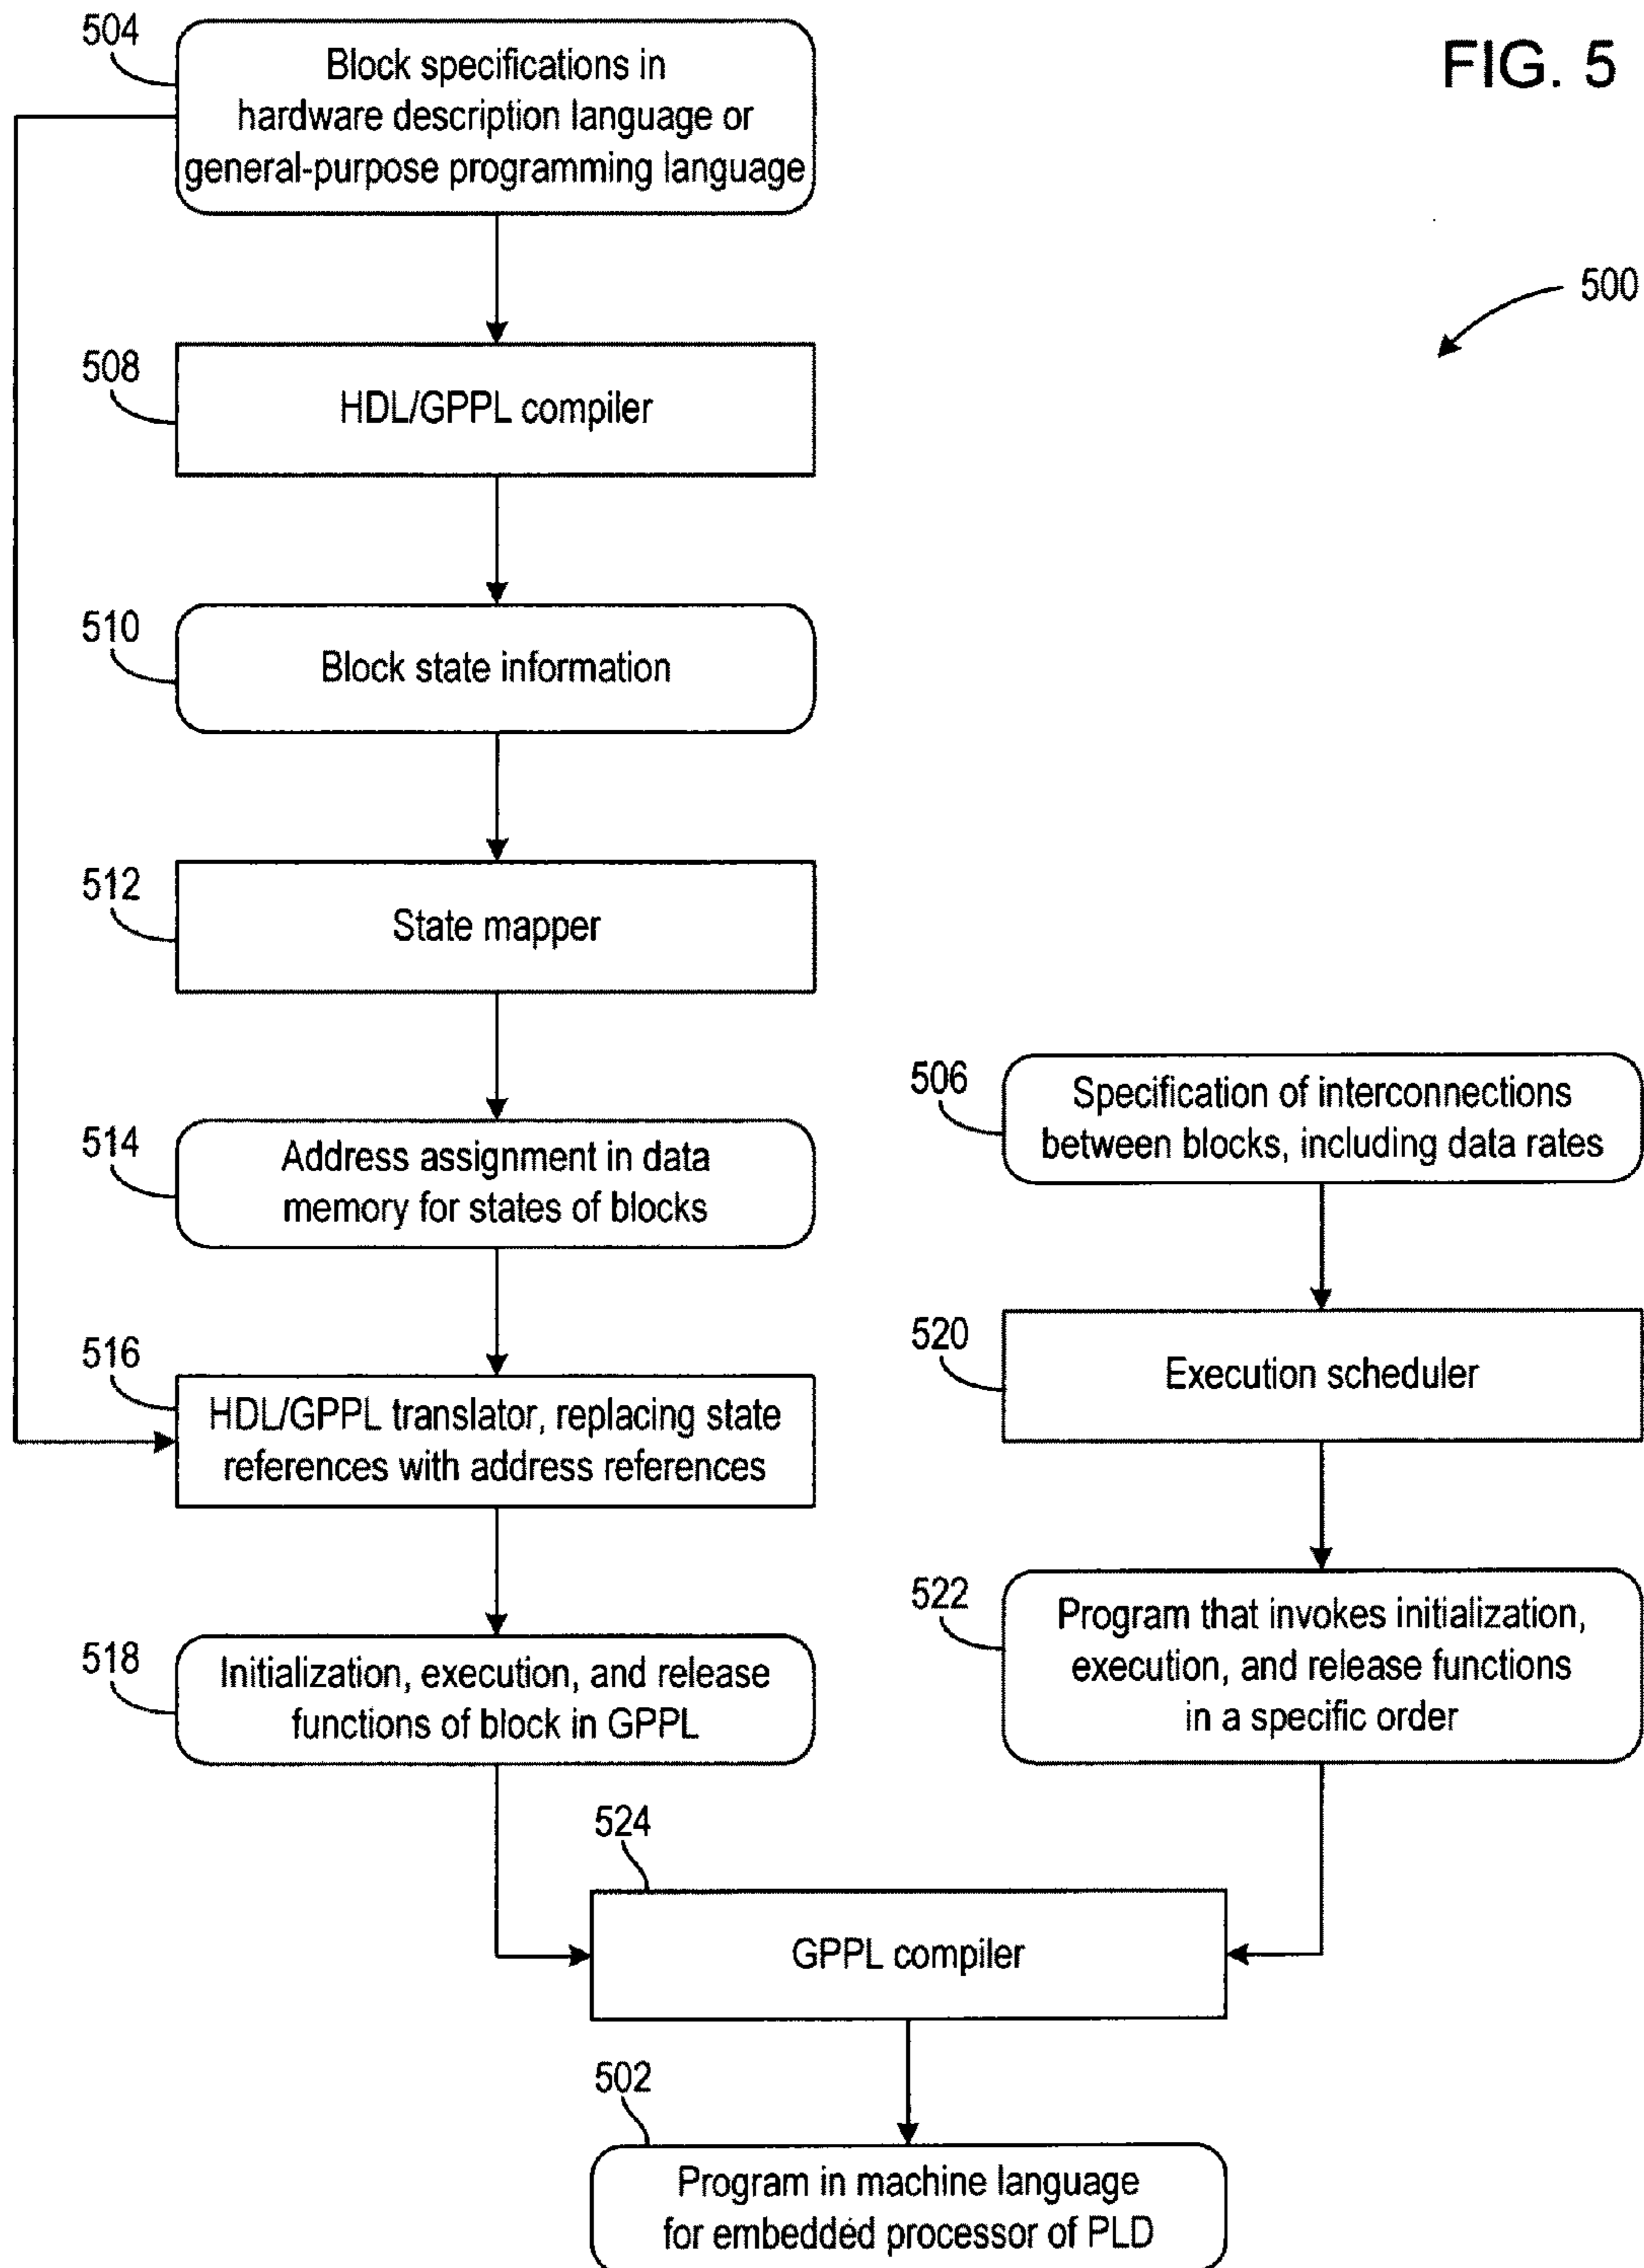 FIG. 5
500
504
Block specifications in
hardware description language or
general-purpose programming language
508
HDL/GPPL compiler
510
Block state information
512
State mapper
514
Address assignment in data
memory for states of blocks
516
HDL/GPPL translator, replacing state
references with address references
518
Initialization, execution, and release
functions of block in GPPL
506
Specification of interconnections
between blocks, including data rates
520
Execution scheduler
522
Program that invokes initialization,
execution, and release functions
in a specific order
524
GPPL compiler
502
Program in machine language
for embedded processor of PLD